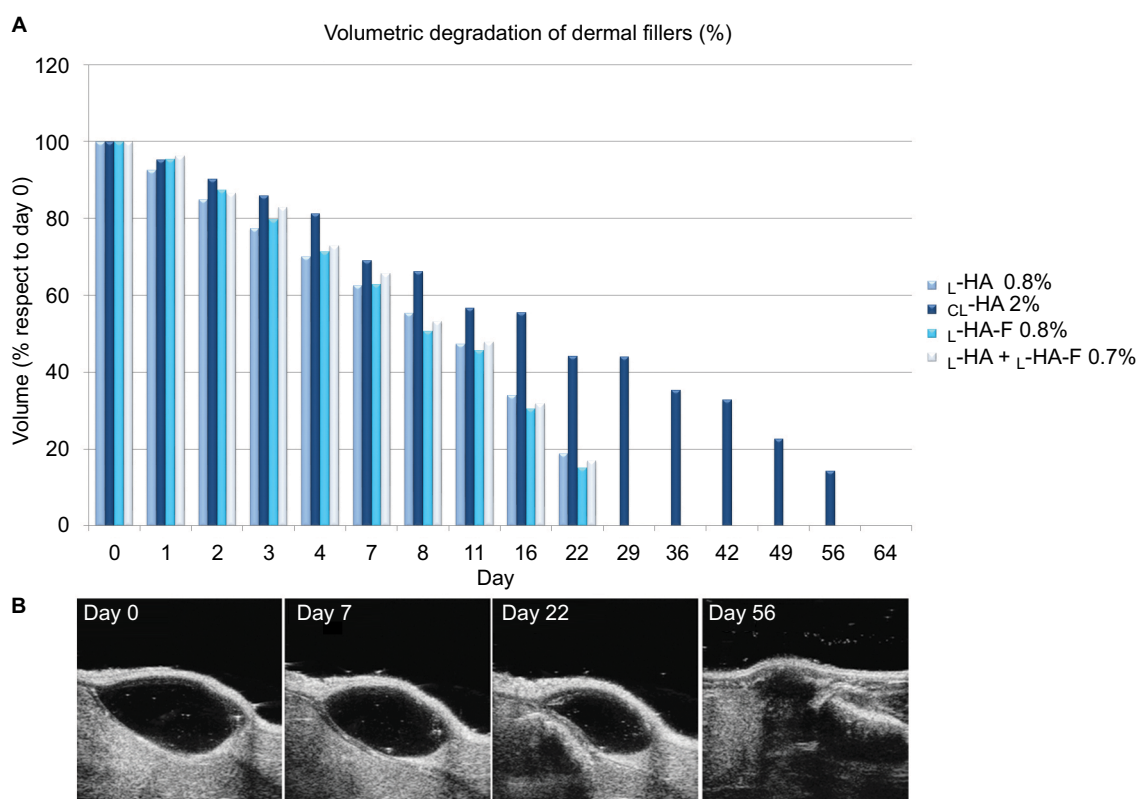 A
Volumetric degradation of dermal fillers (%)
Volume (% respect to day 0)
120
100
80
60
40
20
0
0 1 2 3 4 7 8 11 16 22 29 36 42 49 56 64
Day
L-HA 0.8%
CL-HA 2%
L-HA-F 0.8%
L-HA + L-HA-F 0.7%
B
Day 0 Day 7 Day 22 Day 56